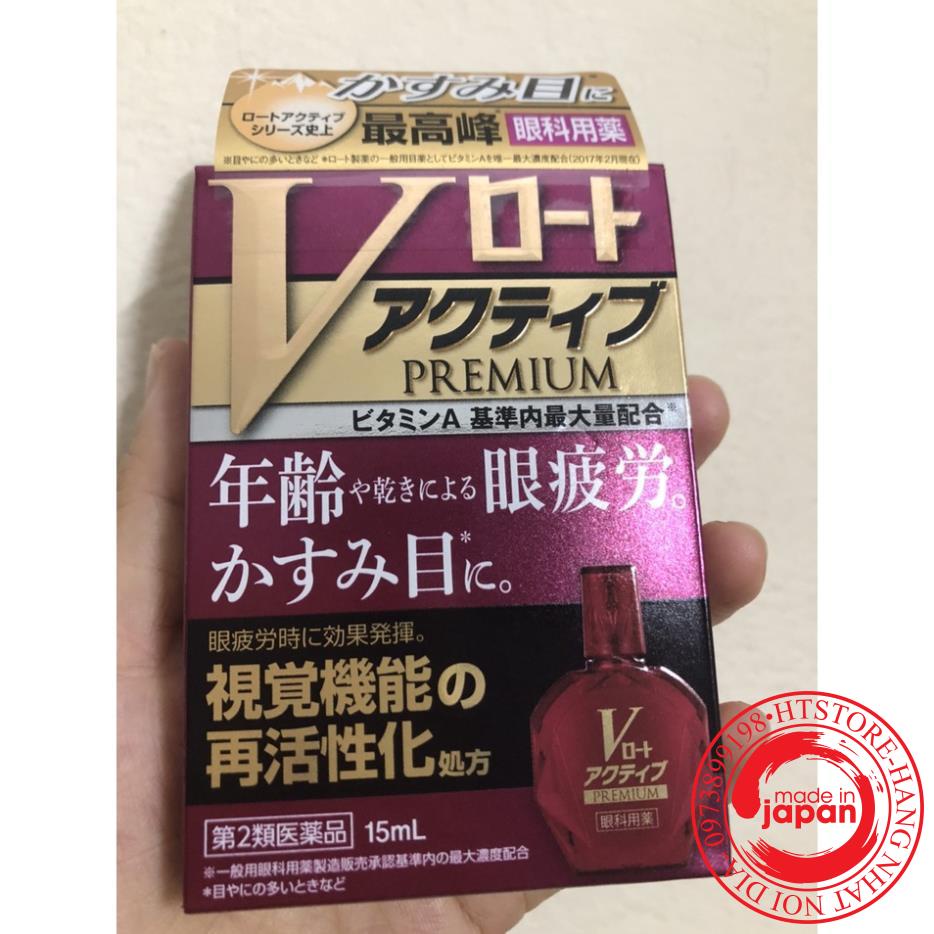 かすみ目*に
ロートアクティブ
シリーズ史上
最高峰※
眼科用薬
※目やにの多いときなど *ロート製薬の一般用目薬としてビタミンAを唯一最大濃度配合(2017年2月現在)
Vロート
アクティブ
PREMIUM
ビタミンA 基準内最大量配合※
年齢や乾きによる眼疲労。
かすみ目*に。
眼疲労時に効果発揮。
視覚機能の
再活性化処方
第2類医薬品 15mL
※一般用眼科用薬製造販売承認基準内の最大濃度配合
*目やにの多いときなど
V
ロート
アクティブ
PREMIUM
眼科用薬
0973899198•HTSTORE-HANG NHAT NOI DIA
made in
japan